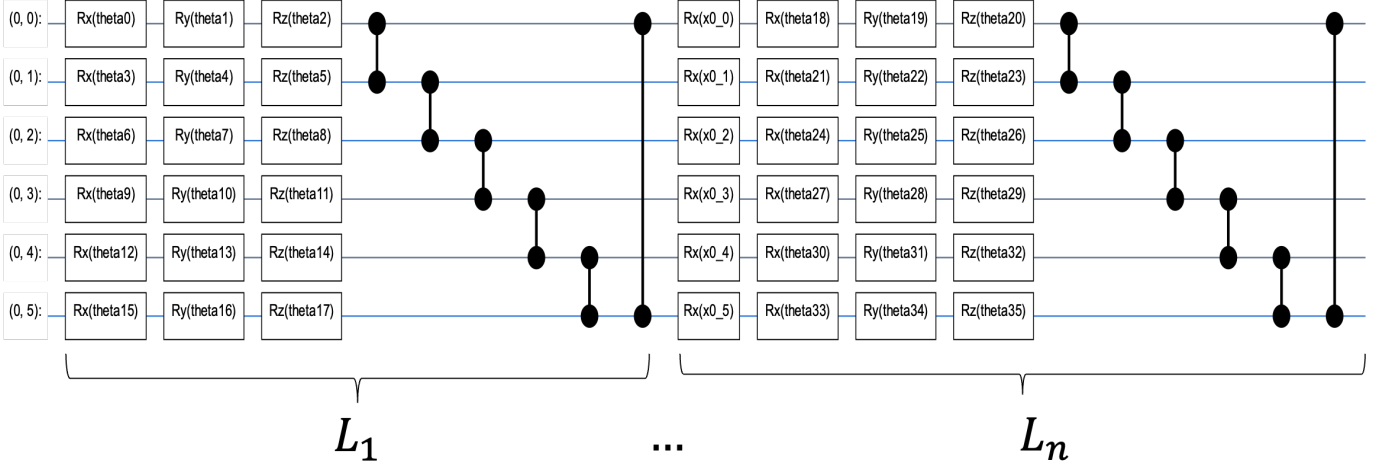 (0, 0): Rx(theta0) Ry(theta1) Rz(theta2) Rx(x0_0) Rx(theta18) Ry(theta19) Rz(theta20)
(0, 1): Rx(theta3) Ry(theta4) Rz(theta5) Rx(x0_1) Rx(theta21) Ry(theta22) Rz(theta23)
(0, 2): Rx(theta6) Ry(theta7) Rz(theta8) Rx(x0_2) Rx(theta24) Ry(theta25) Rz(theta26)
(0, 3): Rx(theta9) Ry(theta10) Rz(theta11) Rx(x0_3) Rx(theta27) Ry(theta28) Rz(theta29)
(0, 4): Rx(theta12) Ry(theta13) Rz(theta14) Rx(x0_4) Rx(theta30) Ry(theta31) Rz(theta32)
(0, 5): Rx(theta15) Ry(theta16) Rz(theta17) Rx(x0_5) Rx(theta33) Ry(theta34) Rz(theta35)
L₁ ... Lₙ